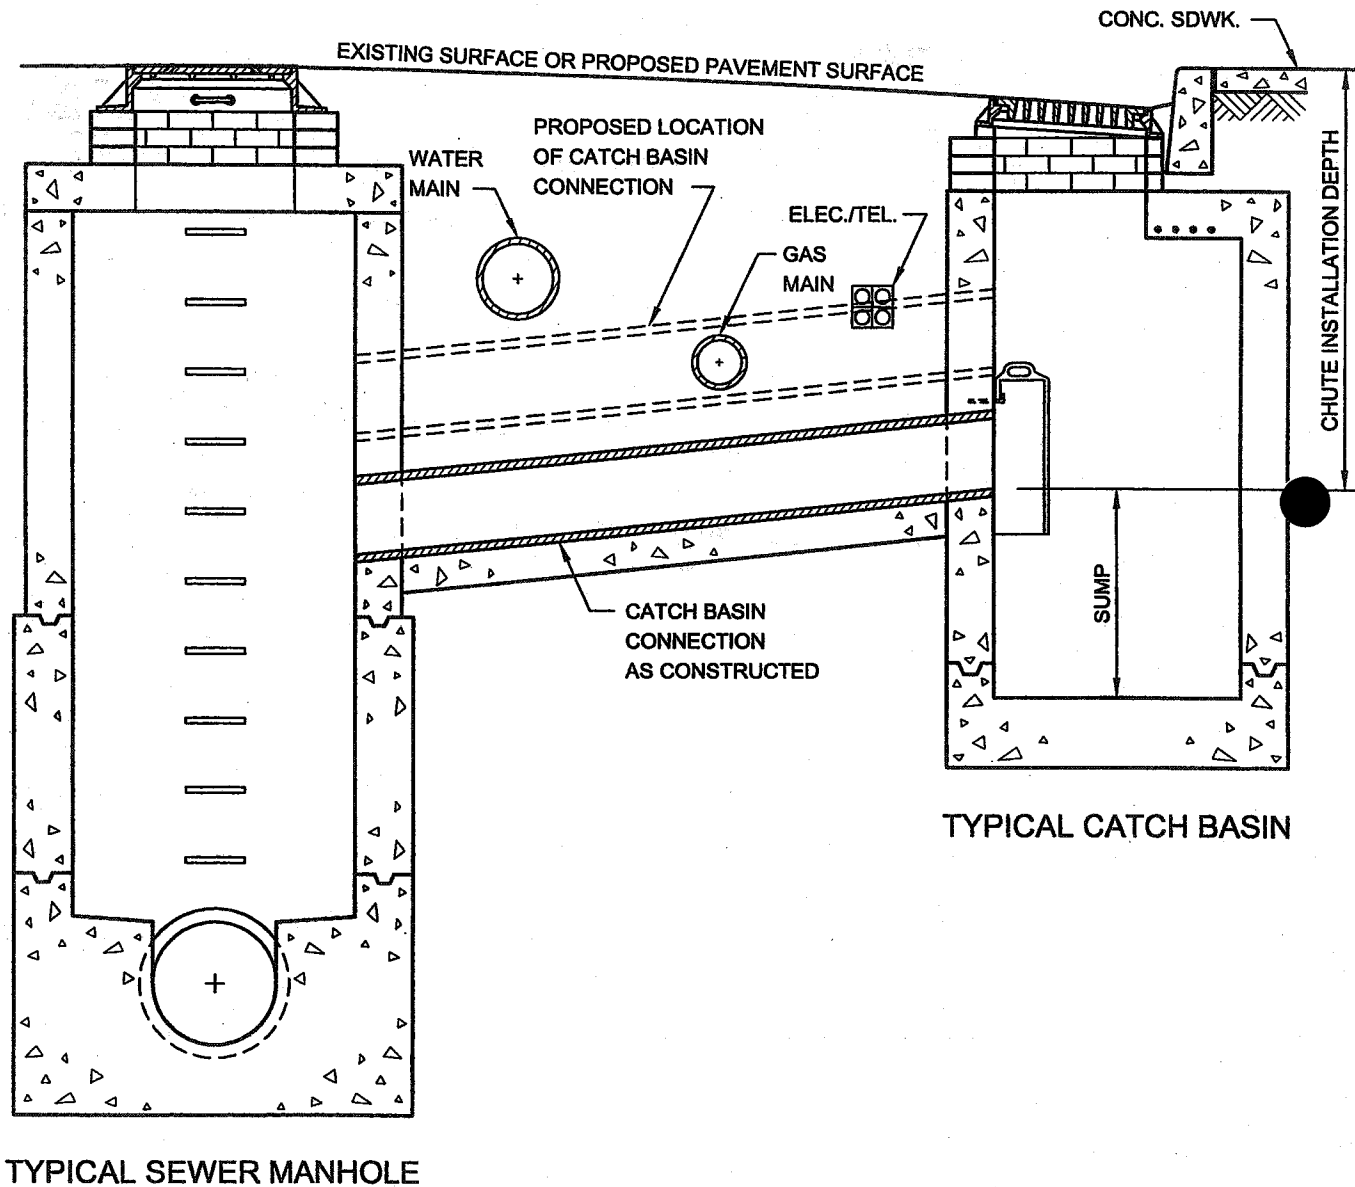 CONC. SDWK.
EXISTING SURFACE OR PROPOSED PAVEMENT SURFACE
PROPOSED LOCATION
OF CATCH BASIN
CONNECTION
WATER
MAIN
ELEC./TEL.
GAS
MAIN
CHUTE INSTALLATION DEPTH
SUMP
CATCH BASIN
CONNECTION
AS CONSTRUCTED
TYPICAL CATCH BASIN
TYPICAL SEWER MANHOLE